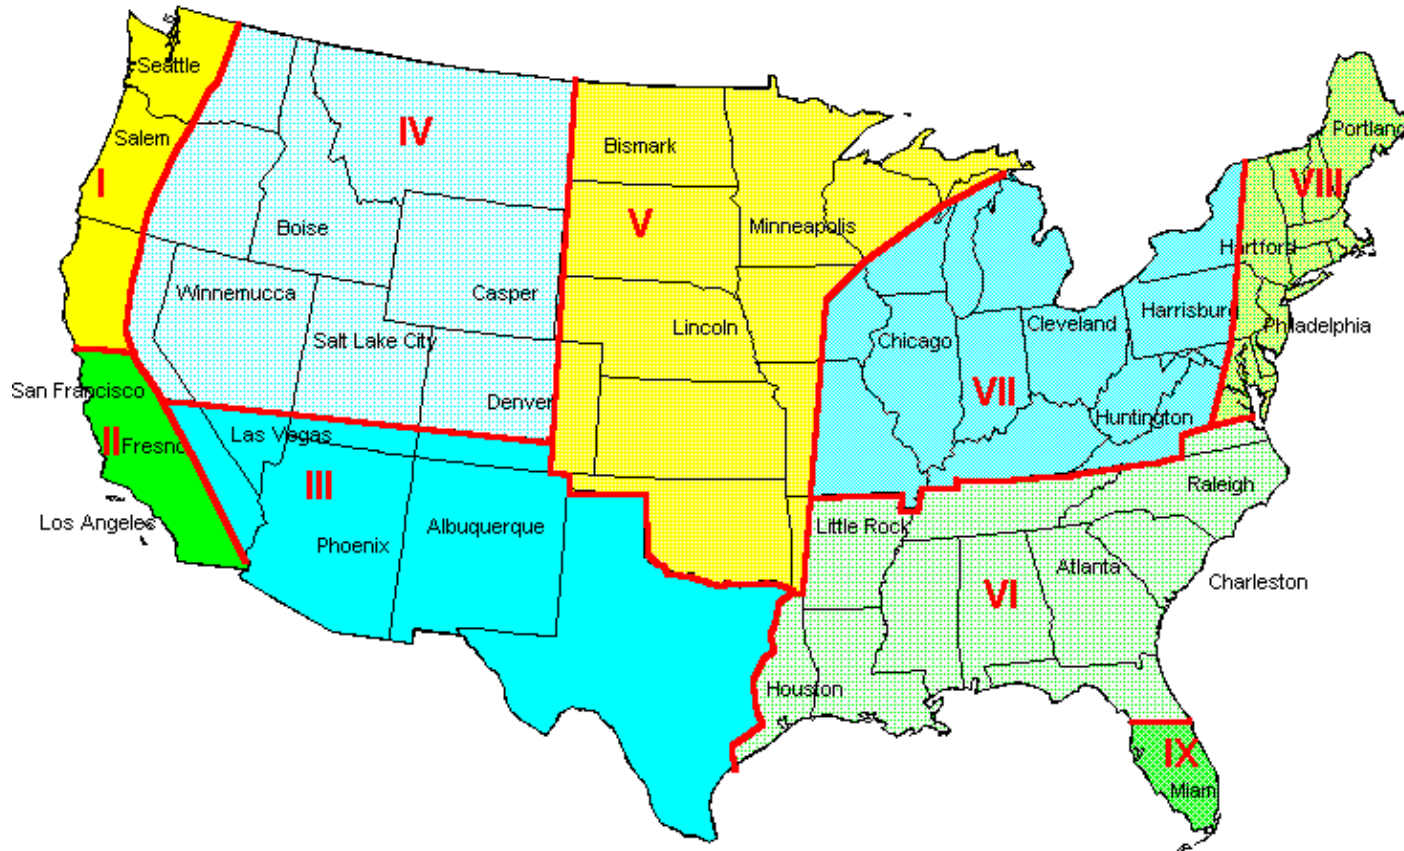 Seattle
Portland
Salem
IV
Bismark
I
VIII
V
Boise
Minneapolis
Hartford
Winnemucca
Casper
Harrisburg
Salt Lake City
Lincoln
Cleveland
Philadelphia
Chicago
San Francisco
VII
Denver
Huntington
II
Fresno
Las Vegas
III
Raleigh
Los Angeles
Albuquerque
Little Rock
Phoenix
Atlanta
Charleston
VI
Houston
IX
Miam